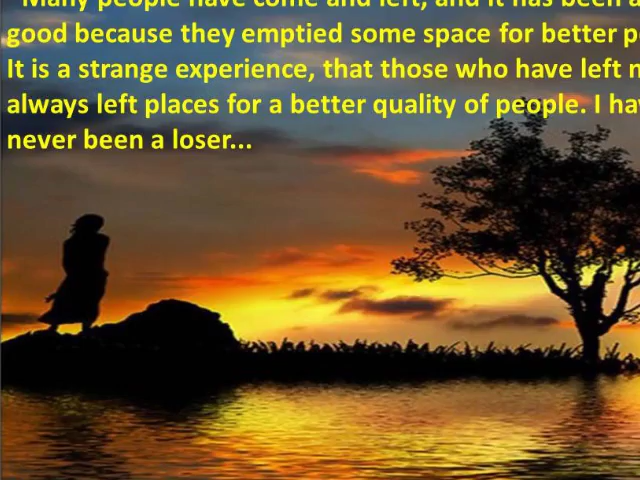 "Many people have come and left, and it has been a
good because they emptied some space for better p
It is a strange experience, that those who have left m
always left places for a better quality of people. I ha
never been a loser...